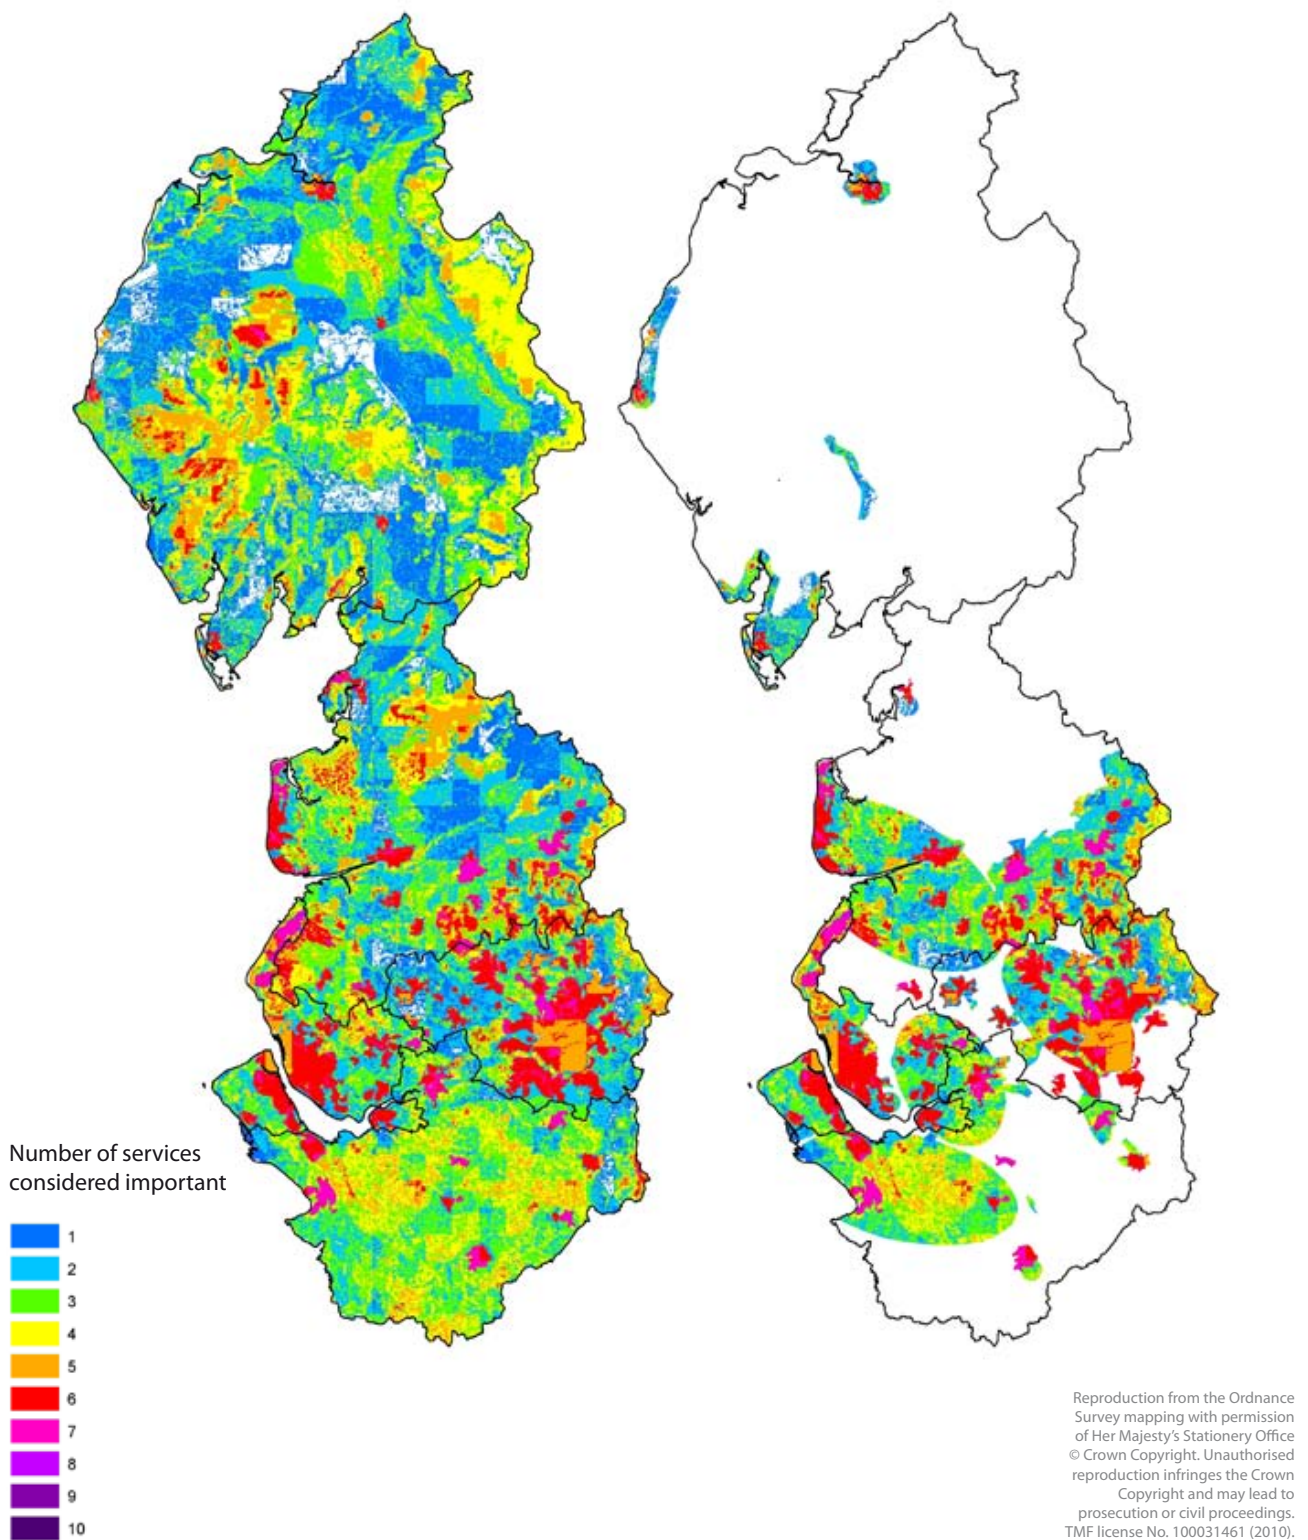 Number of services
considered important
1
2
3
4
5
6
7
8
9
10
Reproduction from the Ordnance
Survey mapping with permission
of Her Majesty's Stationery Office
© Crown Copyright. Unauthorised
reproduction infringes the Crown
Copyright and may lead to
prosecution or civil proceedings.
TMF license No. 100031461 (2010).